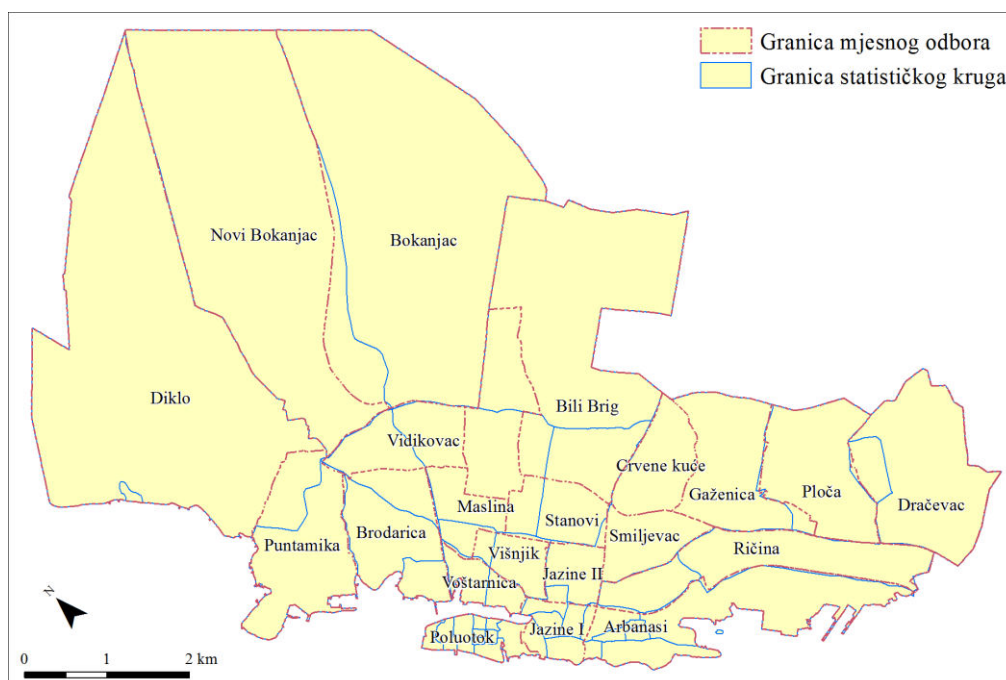 Granica mjesnog odbora
Granica statističkog kruga
Novi Bokanjac
Bokanjac
Diklo
Bili Brig
Vidikovac
Crvene kuće
Gaženica
Ploča
Dračevac
Maslina
Stanovi
Smiljevac
Ričina
Puntamika
Brodarica
Višnjik
Voštarnica
Jazine II
Poluotok
Jazine I
Arbanasi
N
0 1 2 km